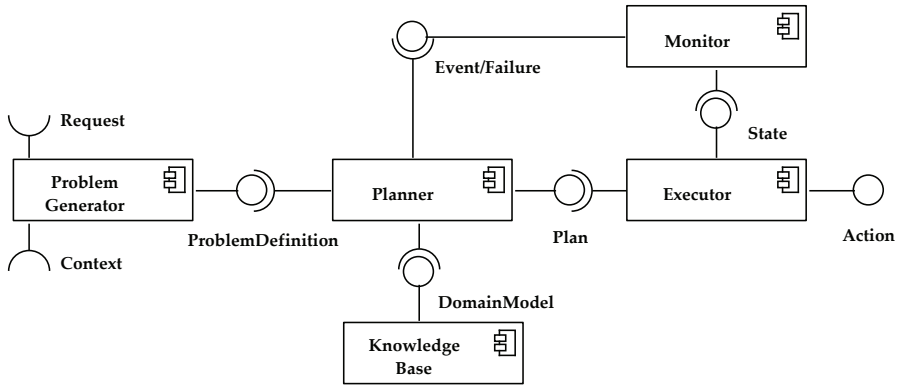 Monitor
Event/Failure
Request
State
Problem
Generator
Planner
Executor
ProblemDefinition
Plan
Action
Context
DomainModel
Knowledge
Base